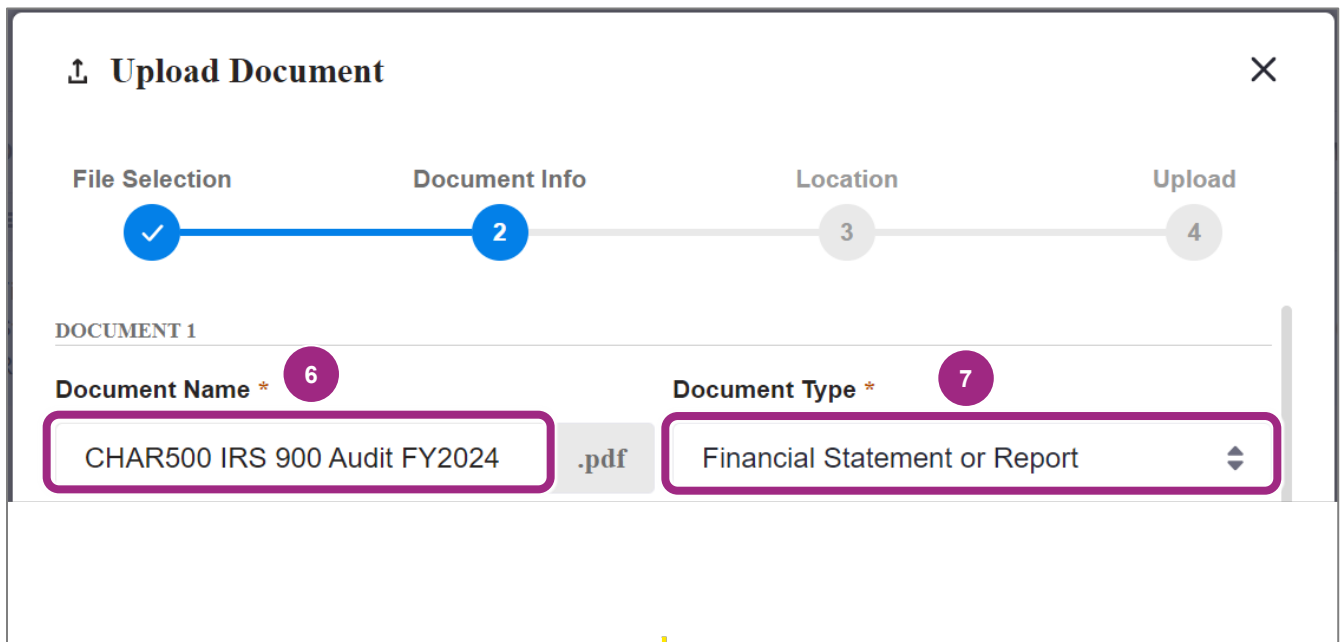 Upload Document
File Selection Document Info Location Upload
2 3 4
DOCUMENT 1
Document Name * 6 Document Type * 7
CHAR500 IRS 900 Audit FY2024 .pdf Financial Statement or Report